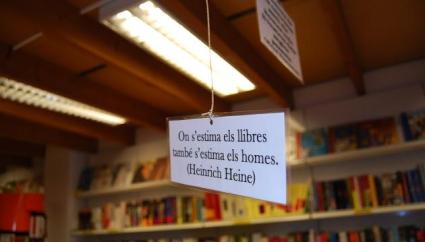 On s'estima els llibres
també s'estima els homes.
(Heinrich Heine)